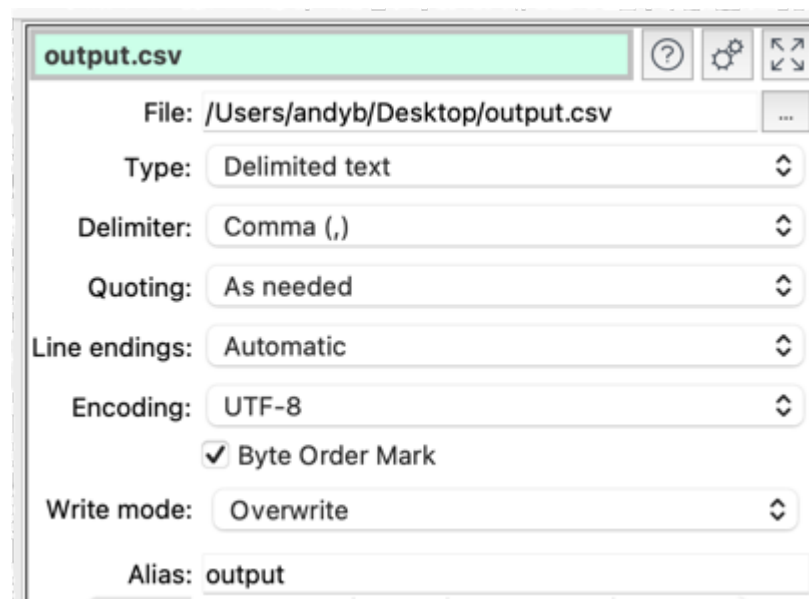 output.csv
File: /Users/andyb/Desktop/output.csv ...
Type: Delimited text
Delimiter: Comma (,)
Quoting: As needed
Line endings: Automatic
Encoding: UTF-8
Byte Order Mark
Write mode: Overwrite
Alias: output